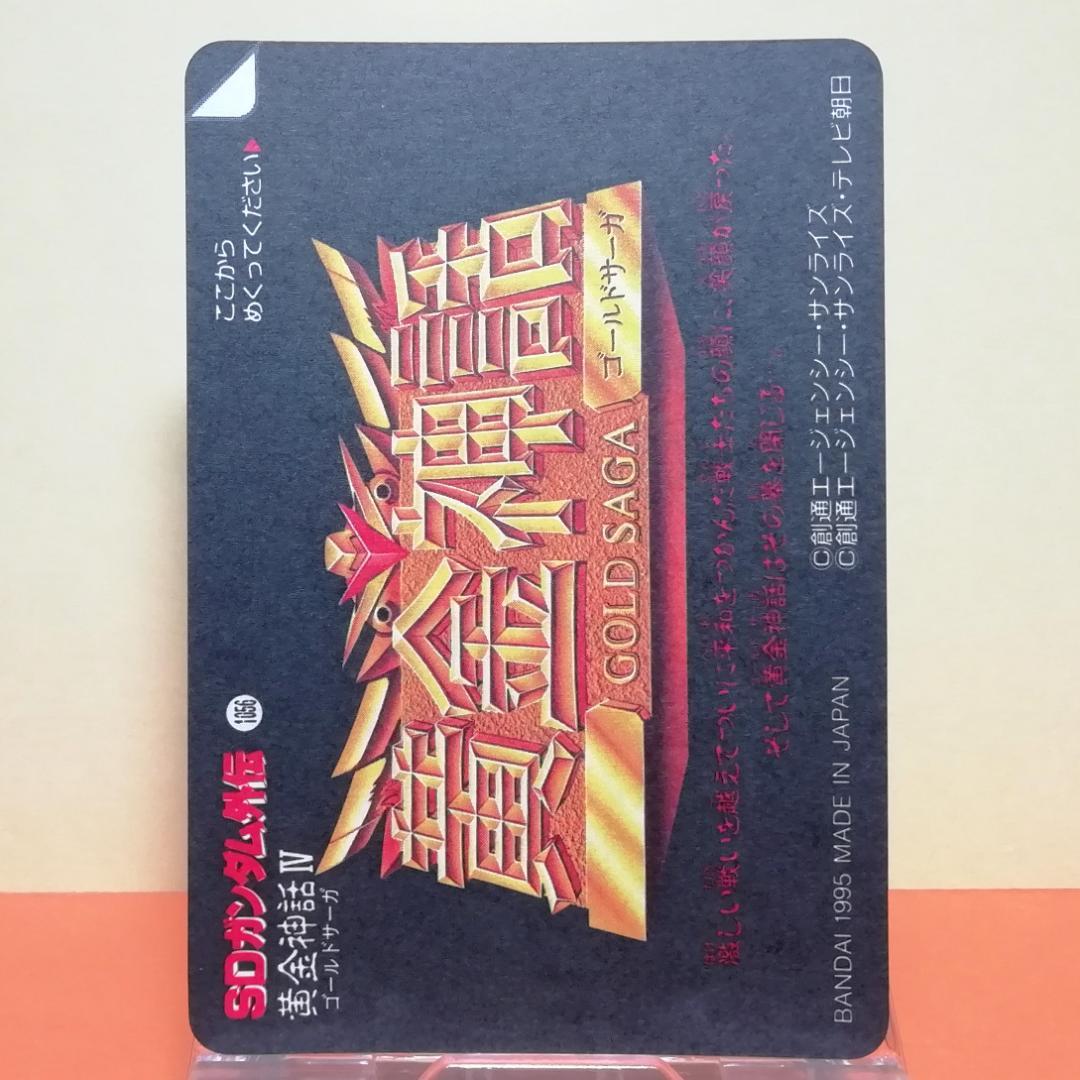 SDガンダム外伝 1056
黄金神話IV
ゴールドサーガ
ここから
めくってください▶
黄金神話
GOLD SAGA
ゴールドサーガ
激しい戦いを越えてついに平和をつかんだ戦士たちの顔に、笑顔が戻った。
そして黄金神話はその幕を閉じる…。
©創通エージェンシー・サンライズ
BANDAI 1995 MADE IN JAPAN ©創通エージェンシー・サンライズ・テレビ朝日